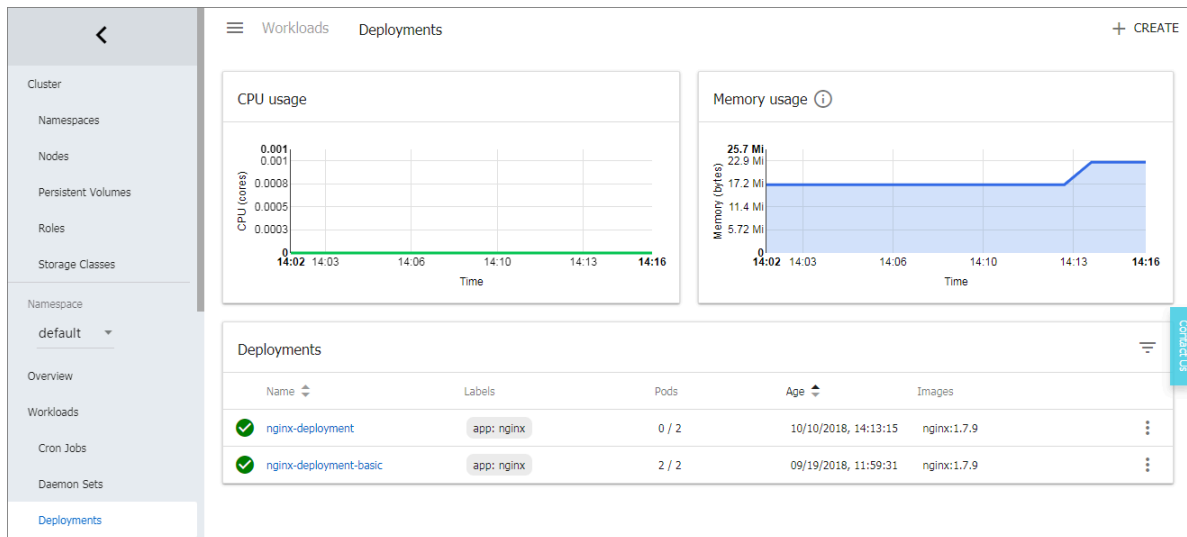 Workloads Deployments + CREATE
Cluster
Namespaces
Nodes
Persistent Volumes
Roles
Storage Classes
Namespace
default
Overview
Workloads
Cron Jobs
Daemon Sets
Deployments
CPU usage
CPU (cores)
0.001
0.001
0.0008
0.0005
0.0003
0
14:02 14:03 14:06 14:10 14:13 14:16
Time
Memory usage
Memory (bytes)
25.7 Mi
22.9 Mi
17.2 Mi
11.4 Mi
5.72 Mi
0
14:02 14:03 14:06 14:10 14:13 14:16
Time
Deployments
Name Labels Pods Age Images
nginx-deployment app: nginx 0 / 2 10/10/2018, 14:13:15 nginx:1.7.9
nginx-deployment-basic app: nginx 2 / 2 09/19/2018, 11:59:31 nginx:1.7.9
Contact Us